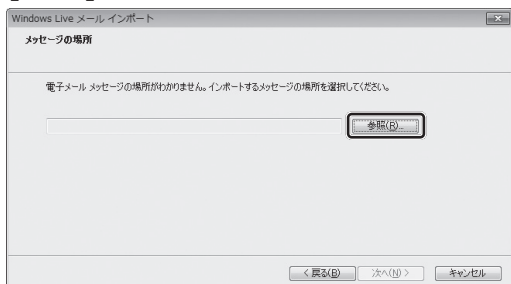 Windows Live メール インポート
メッセージの場所
電子メール メッセージの場所がわかりません。インポートするメッセージの場所を選択してください。
参照(R)...
< 戻る(B)
次へ(N) >
キャンセル